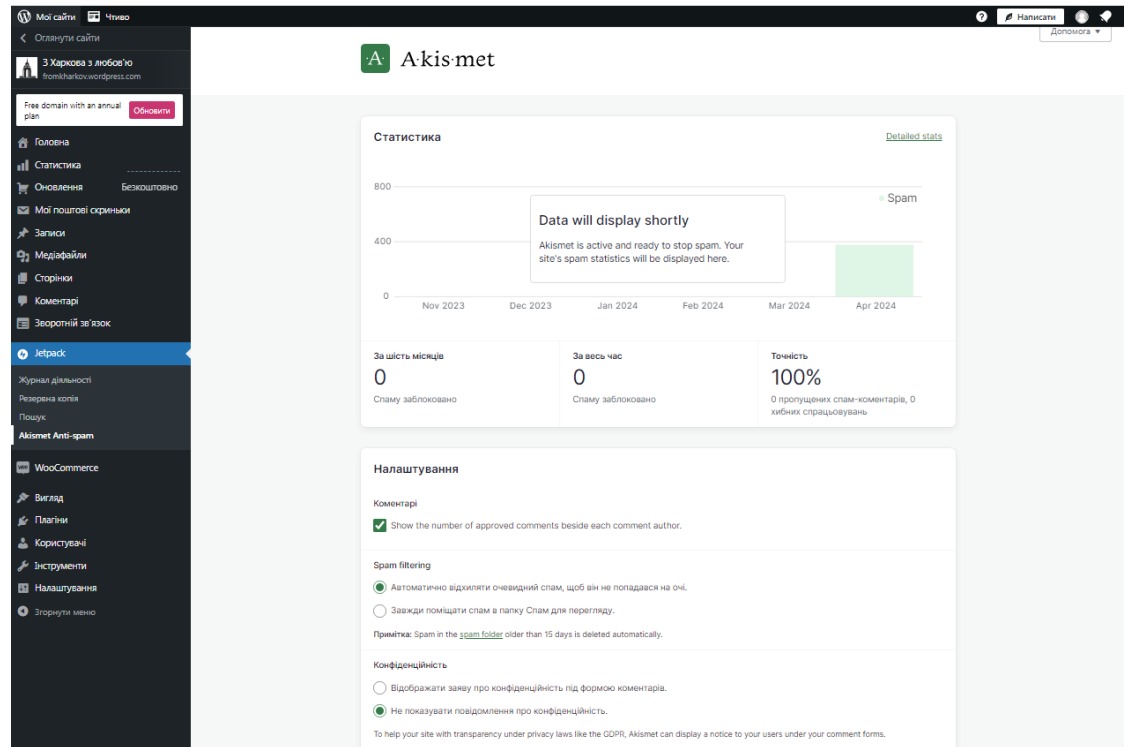 Мої сайти
Чтиво
Написати
Оглянути сайти
Допомога
З Харкова з любов'ю
fromkharkov.wordpress.com
Free domain with an annual plan
Обновити
Головна
Статистика
Оновлення Безкоштовно
Мої поштові скриньки
Записи
Медіафайли
Сторінки
Коментарі
Зворотній зв'язок
Jetpack
Журнал діяльності
Резервна копія
Пошук
Akismet Anti-spam
WooCommerce
Вигляд
Плагіни
Користувачі
Інструменти
Налаштування
Згорнути меню
A·kis·met
Статистика
Detailed stats
800
Spam
Data will display shortly
400
Akismet is active and ready to stop spam. Your
site's spam statistics will be displayed here.
0
Nov 2023 Dec 2023 Jan 2024 Feb 2024 Mar 2024 Apr 2024
За шість місяців
0
Спаму заблоковано
За весь час
0
Спаму заблоковано
Точність
100%
0 пропущених спам-коментарів, 0
хибних спрацьовувань
Налаштування
Коментарі
Show the number of approved comments beside each comment author.
Spam filtering
Автоматично відхиляти очевидний спам, щоб він не попадався на очі.
Завжди поміщати спам в папку Спам для перегляду.
Примітка: Spam in the spam folder older than 15 days is deleted automatically.
Конфіденційність
Відображати заяву про конфіденційність під формою коментарів.
Не показувати повідомлення про конфіденційність.
To help your site with transparency under privacy laws like the GDPR, Akismet can display a notice to your users under your comment forms.